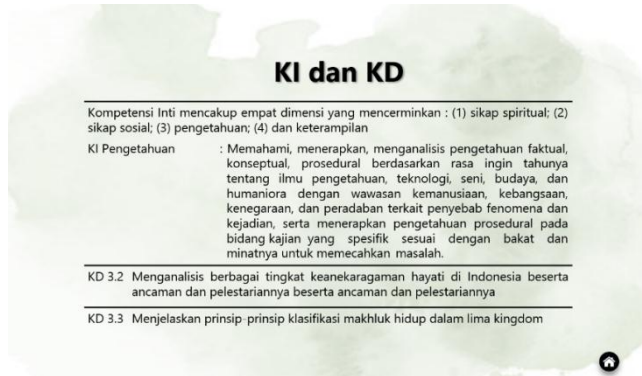 KI dan KD
Kompetensi Inti mencakup empat dimensi yang mencerminkan : (1) sikap spiritual; (2)
sikap sosial; (3) pengetahuan; (4) dan keterampilan
KI Pengetahuan : Memahami, menerapkan, menganalisis pengetahuan faktual,
konseptual, prosedural berdasarkan rasa ingin tahunya
tentang ilmu pengetahuan, teknologi, seni, budaya, dan
humaniora dengan wawasan kemanusiaan, kebangsaan,
kenegaraan, dan peradaban terkait penyebab fenomena dan
kejadian, serta menerapkan pengetahuan prosedural pada
bidang kajian yang spesifik sesuai dengan bakat dan
minatnya untuk memecahkan masalah.
KD 3.2 Menganalisis berbagai tingkat keanekaragaman hayati di Indonesia beserta
ancaman dan pelestariannya beserta ancaman dan pelestariannya
KD 3.3 Menjelaskan prinsip-prinsip klasifikasi makhluk hidup dalam lima kingdom